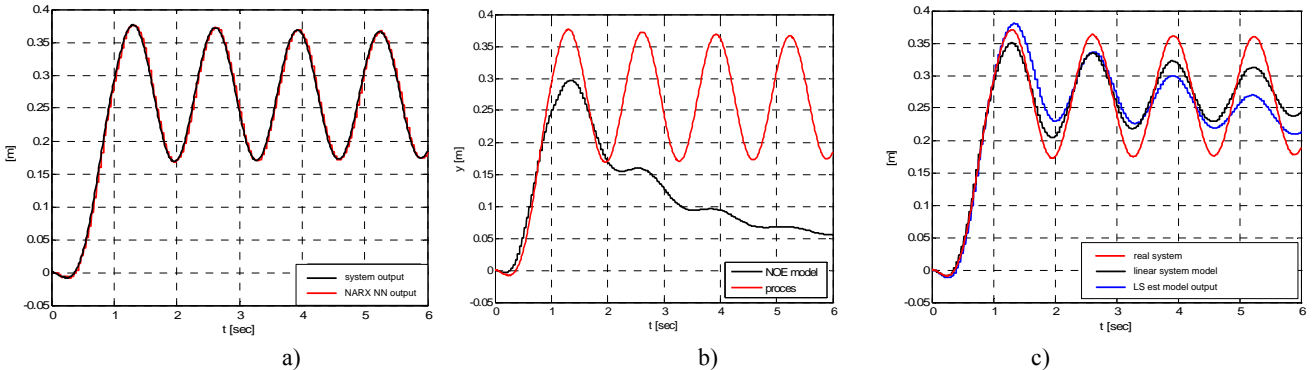 0.4
0.35
0.3
0.25
0.2
0.15
0.1
0.05
0
-0.05
[m]
0 1 2 3 4 5 6
t [sec]
system output
NARX NN output
a)
0.4
0.35
0.3
0.25
0.2
0.15
0.1
0.05
0
-0.05
y [m]
0 1 2 3 4 5 6
t [sec]
NOE model
proces
b)
0.4
0.35
0.3
0.25
0.2
0.15
0.1
0.05
0
-0.05
[m]
0 1 2 3 4 5 6
t [sec]
real system
linear system model
LS est model output
c)